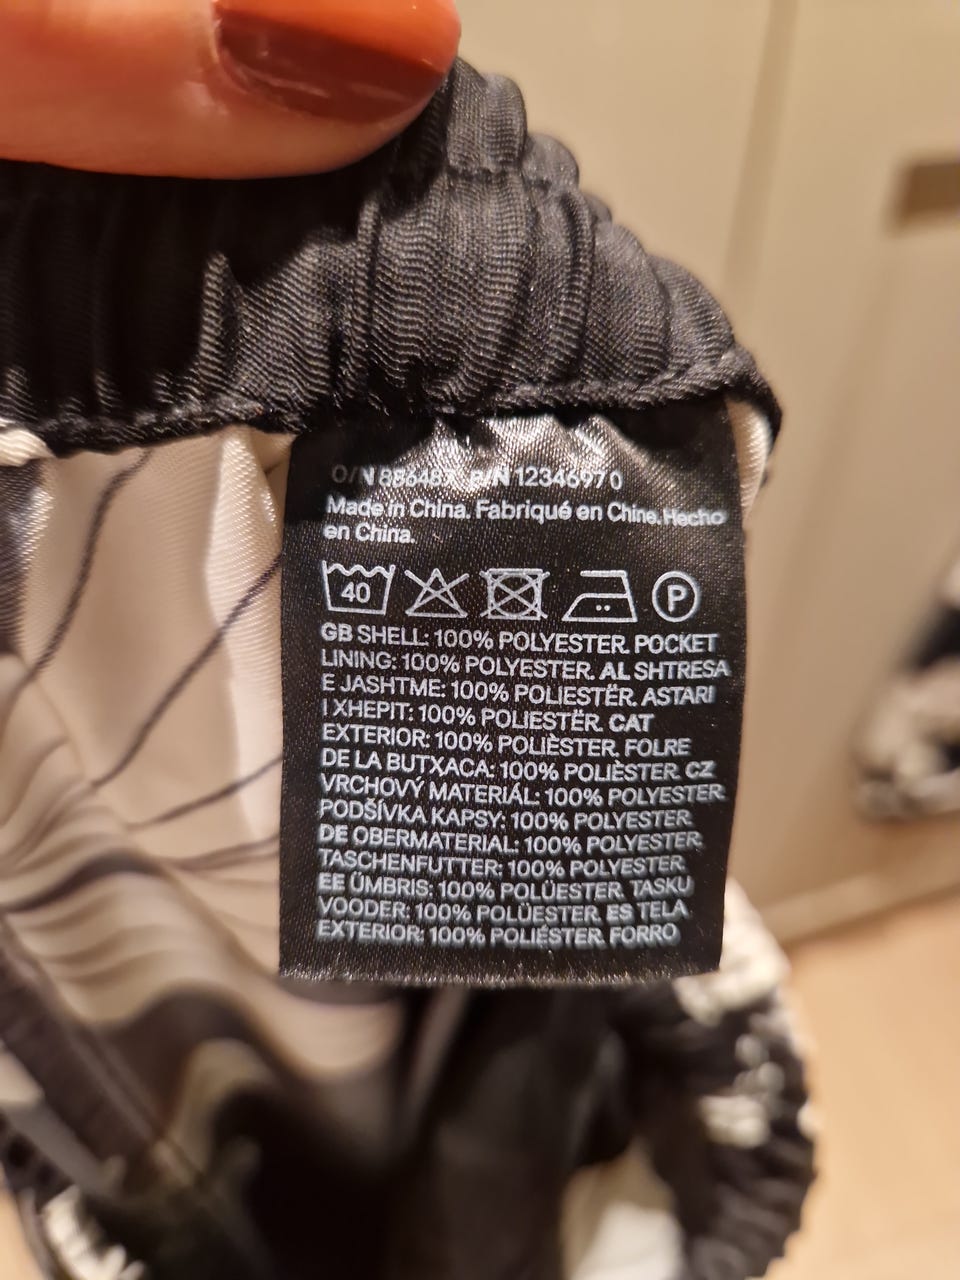 O/N 886487 P/N 1234697 0
Made in China. Fabriqué en Chine. Hecho
en China.
40 P
GB SHELL: 100% POLYESTER. POCKET
LINING: 100% POLYESTER. AL SHTRESA
E JASHTME: 100% POLIESTËR. ASTARI
I XHEPIT: 100% POLIESTËR. CAT
EXTERIOR: 100% POLIÈSTER. FOLRE
DE LA BUTXACA: 100% POLIÈSTER. CZ
VRCHOVÝ MATERIÁL: 100% POLYESTER.
PODŠÍVKA KAPSY: 100% POLYESTER.
DE OBERMATERIAL: 100% POLYESTER.
TASCHENFUTTER: 100% POLYESTER.
EE ÜMBRIS: 100% POLÜESTER. TASKU
VOODER: 100% POLÜESTER. ES TELA
EXTERIOR: 100% POLIÉSTER. FORRO